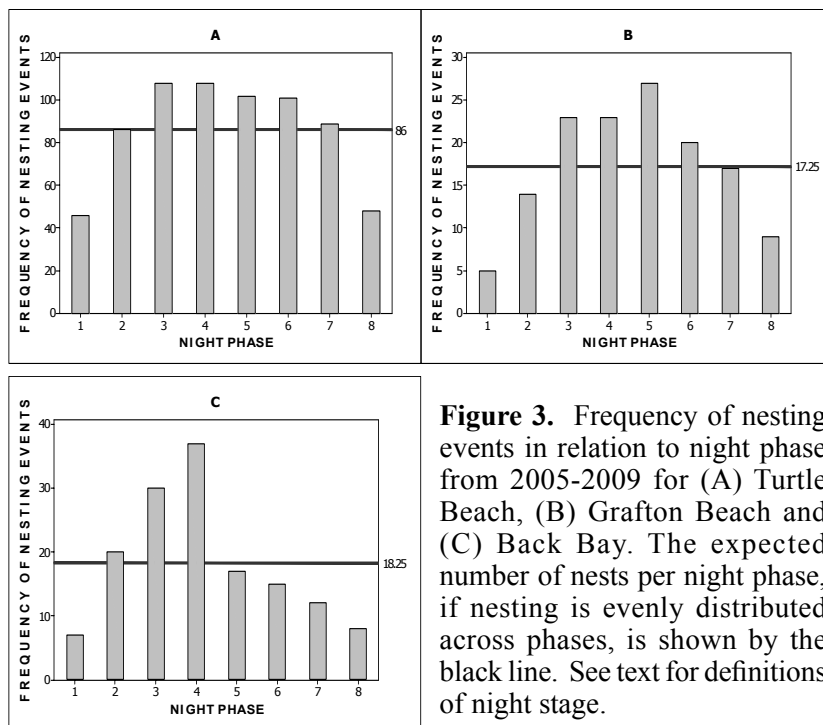 A
FREQUENCY OF NESTING EVENTS
120
100
80
60
40
20
0
86
1 2 3 4 5 6 7 8
NIGHT PHASE
B
FREQUENCY OF NESTING EVENTS
30
25
20
15
10
5
0
17.25
1 2 3 4 5 6 7 8
NIGHT PHASE
C
FREQUENCY OF NESTING EVENTS
40
30
20
10
0
18.25
1 2 3 4 5 6 7 8
NIGHT PHASE
Figure 3. Frequency of nesting
events in relation to night phase
from 2005-2009 for (A) Turtle
Beach, (B) Grafton Beach and
(C) Back Bay. The expected
number of nests per night phase,
if nesting is evenly distributed
across phases, is shown by the
black line. See text for definitions
of night stage.